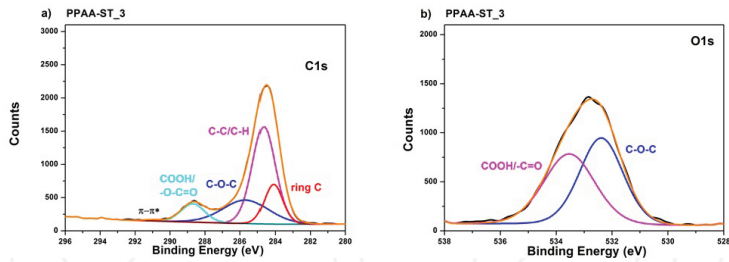 a) PPAA-ST_3
3000
2500
2000
1500
1000
500
0
Counts
C1s
C-C/C-H
COOH/
-O-C=O
C-O-C
ring C
π-π*
296 294 292 290 288 286 284 282 280
Binding Energy (eV)
b) PPAA-ST_3
2000
1500
1000
500
0
Counts
O1s
COOH/-C=O
C-O-C
538 536 534 532 530 528
Binding Energy (eV)